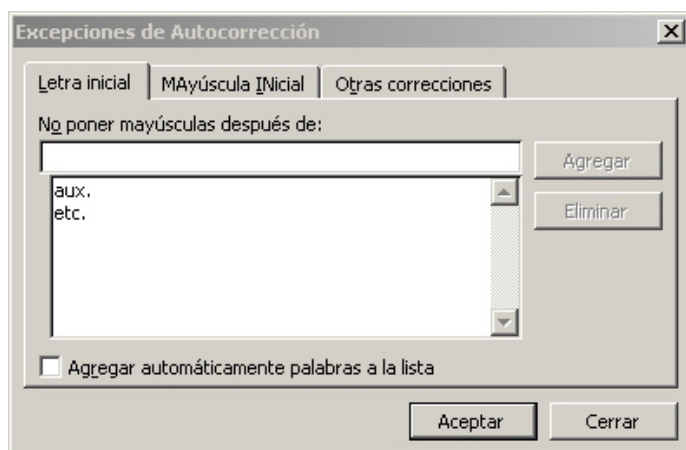 Excepciones de Autocorrección
Letra inicial
MAyúscula INicial
Otras correcciones
No poner mayúsculas después de:
Agregar
aux.
etc.
Eliminar
Agregar automáticamente palabras a la lista
Aceptar
Cerrar